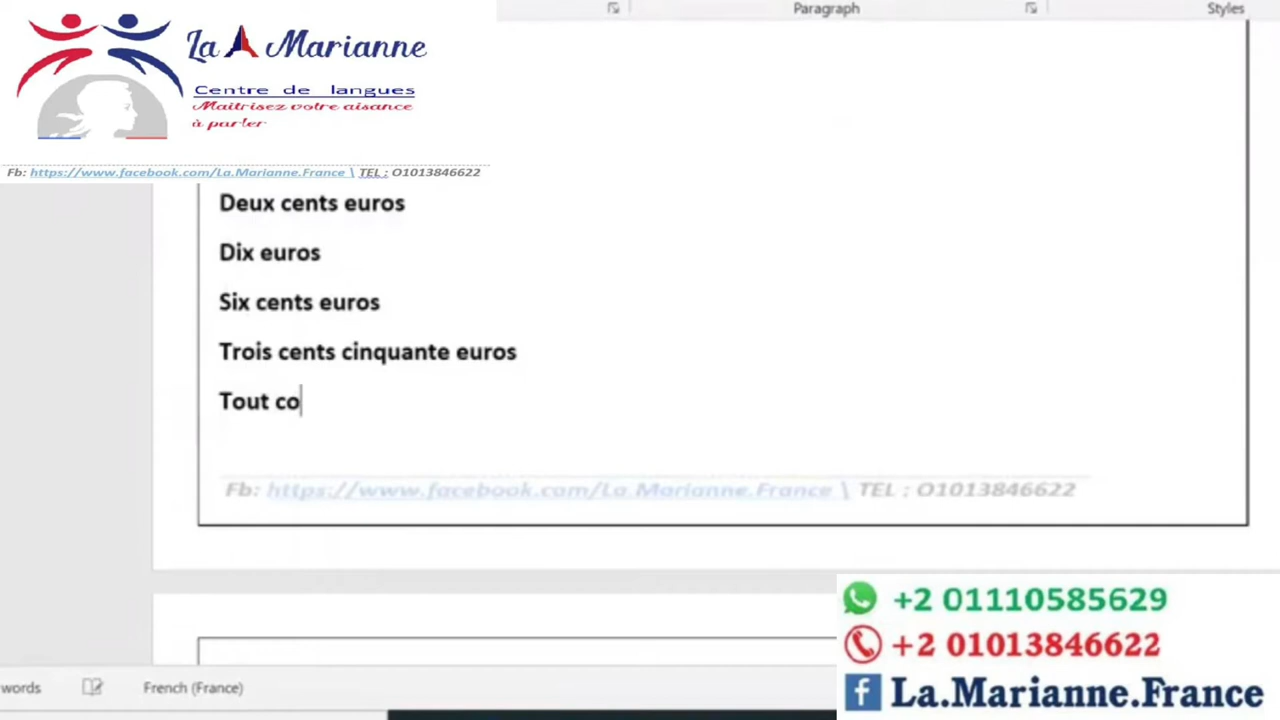 Paragraph
Styles
La Marianne
Centre de langues
Maitrisez votre aisance
à parler
Fb: https://www.facebook.com/La.Marianne.France \ TEL : O1013846622
Deux cents euros
Dix euros
Six cents euros
Trois cents cinquante euros
Tout co
Fb: https://www.facebook.com/La.Marianne.France \ TEL : O1013846622
+2 01110585629
+2 01013846622
La.Marianne.France
words
French (France)